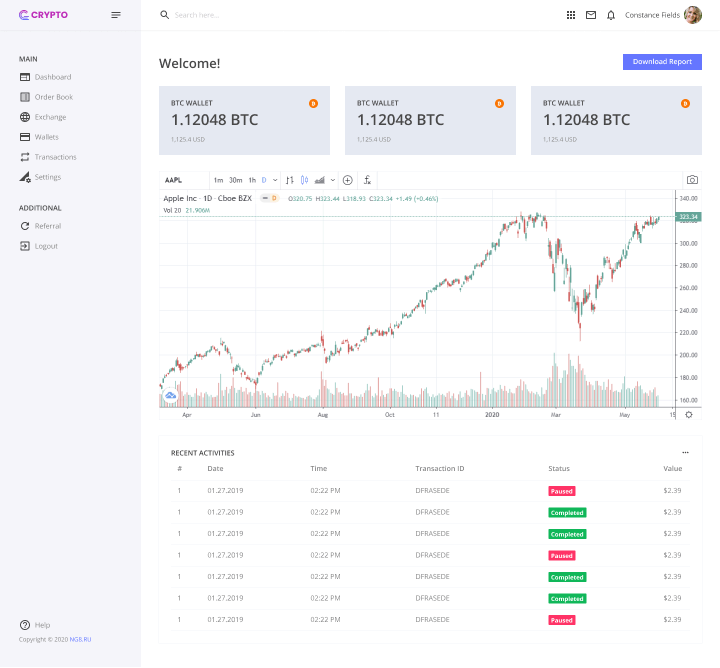 CRYPTO
Search here...
Constance Fields
MAIN
Dashboard
Order Book
Exchange
Wallets
Transactions
Settings
ADDITIONAL
Referral
Logout
Help
Copyright © 2020 NG8.RU
Welcome!
Download Report
BTC WALLET
1.12048 BTC
1,125.4 USD
BTC WALLET
1.12048 BTC
1,125.4 USD
BTC WALLET
1.12048 BTC
1,125.4 USD
AAPL 1m 30m 1h D
Apple Inc · 1D · Cboe BZX D O320.75 H323.44 L318.93 C323.34 +1.49 (+0.46%)
Vol 20 21.906M
340.00
323.34
320.00
300.00
280.00
260.00
240.00
220.00
200.00
180.00
160.00
Apr Jun Aug Oct 11 2020 Mar May 15
RECENT ACTIVITIES
# Date Time Transaction ID Status Value
1 01.27.2019 02:22 PM DFRASEDE Paused $2.39
1 01.27.2019 02:22 PM DFRASEDE Completed $2.39
1 01.27.2019 02:22 PM DFRASEDE Completed $2.39
1 01.27.2019 02:22 PM DFRASEDE Paused $2.39
1 01.27.2019 02:22 PM DFRASEDE Completed $2.39
1 01.27.2019 02:22 PM DFRASEDE Completed $2.39
1 01.27.2019 02:22 PM DFRASEDE Paused $2.39